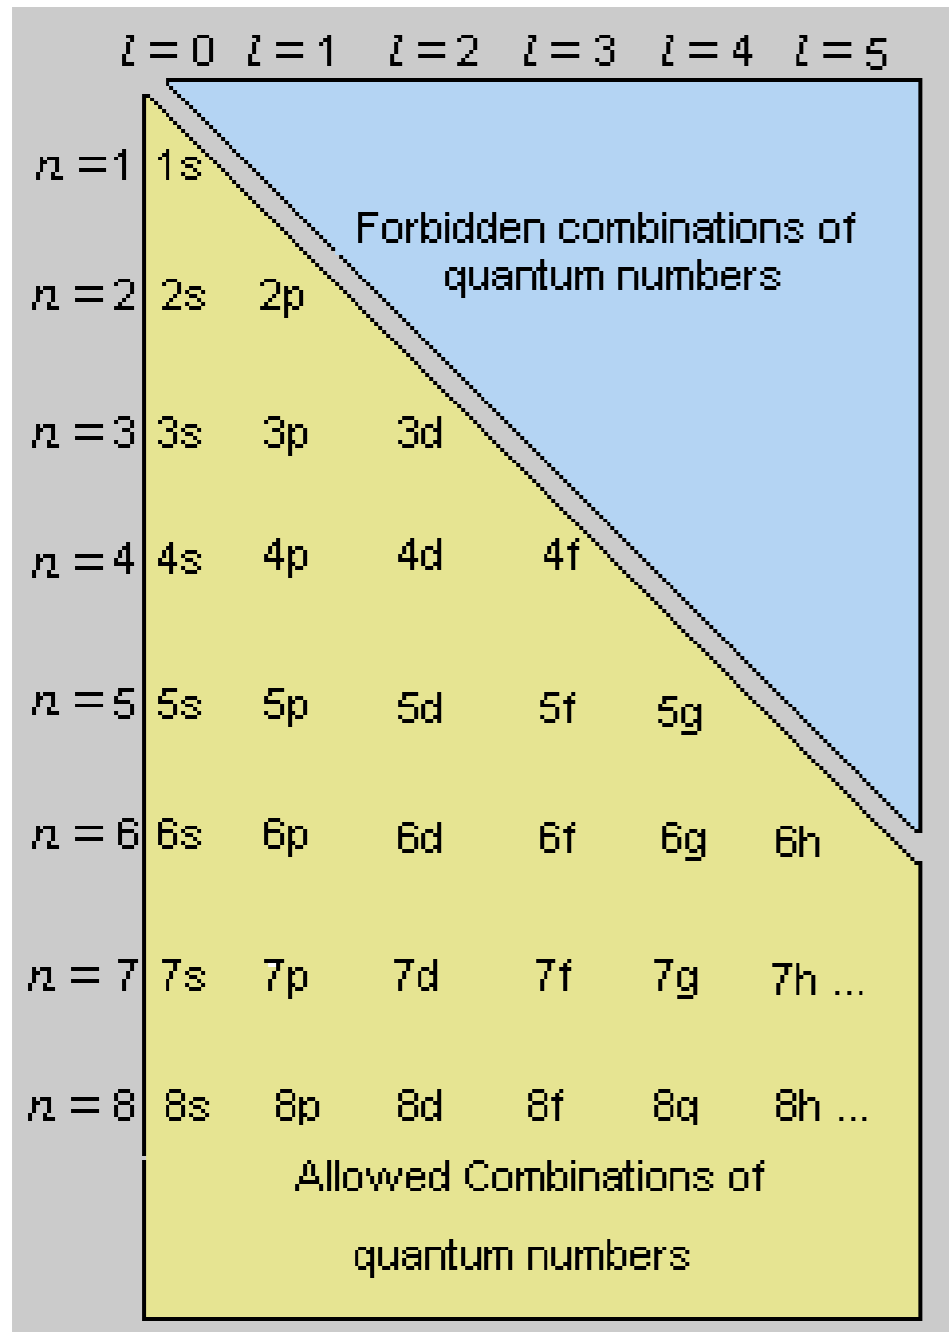 l = 0 l = 1 l = 2 l = 3 l = 4 l = 5
n = 1 1s
Forbidden combinations of
quantum numbers
n = 2 2s 2p
n = 3 3s 3p 3d
n = 4 4s 4p 4d 4f
n = 5 5s 5p 5d 5f 5g
n = 6 6s 6p 6d 6f 6g 6h
n = 7 7s 7p 7d 7f 7g 7h ...
n = 8 8s 8p 8d 8f 8q 8h ...
Allowed Combinations of
quantum numbers